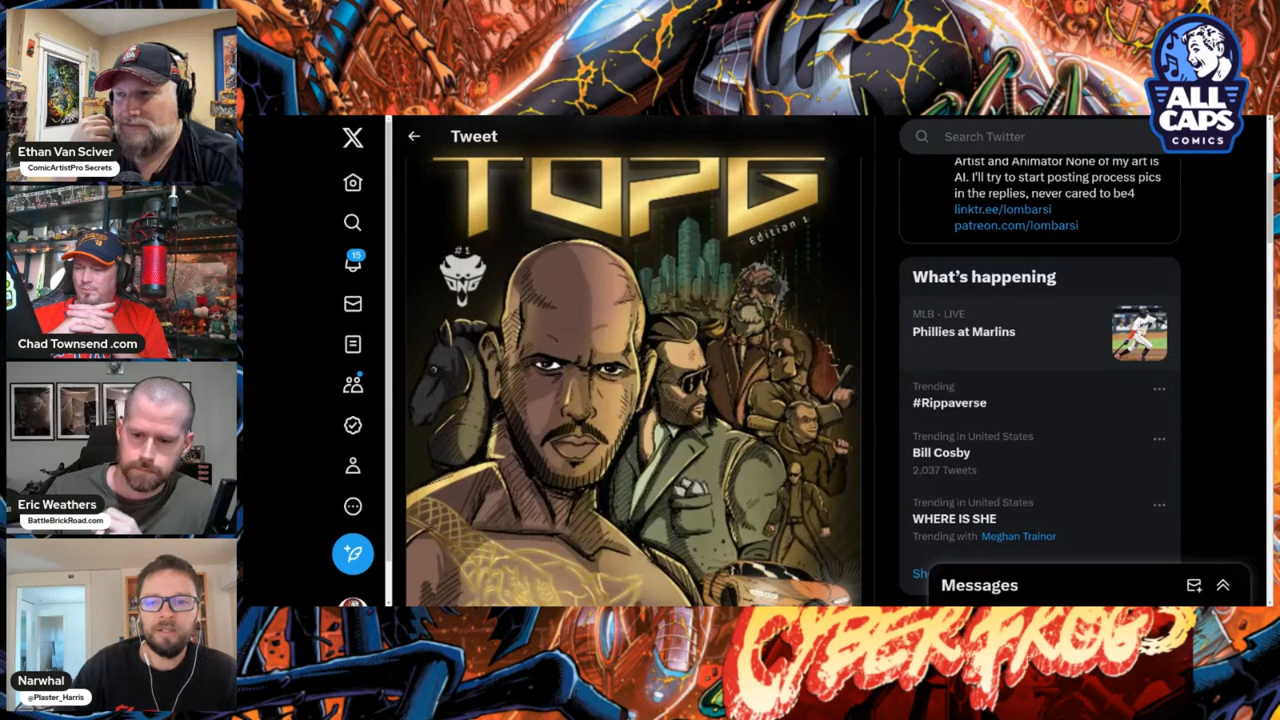 Ethan Van Sciver
ComicArtistPro Secrets
Chad Townsend .com
Eric Weathers
BattleBrickRoad.com
Narwhal
@Plaster_Harris
15
Tweet
TOPG
Edition 1
#1
DNG
Search Twitter
Artist and Animator None of my art is
AI. I'll try to start posting process pics
in the replies, never cared to be4
linktr.ee/lombarsi
patreon.com/lombarsi
What's happening
MLB · LIVE
Phillies at Marlins
Trending
#Rippaverse
Trending in United States
Bill Cosby
2,037 Tweets
Trending in United States
WHERE IS SHE
Trending with Meghan Trainor
Sh
Messages
ALL
CAPS
COMICS
CYBERFROG